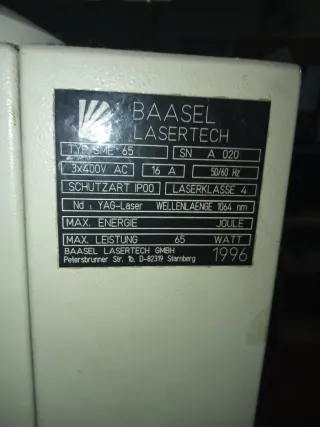 BAASEL
LASERTECH
TYP SME 65 SN A 020
3x400V AC 16 A 50/60 Hz
SCHUTZART IP00 LASERKLASSE 4
Nd : YAG-Laser WELLENLAENGE 1064 nm
MAX. ENERGIE JOULE
MAX. LEISTUNG 65 WATT
BAASEL LASERTECH GMBH
Petersbrunner Str. 1b D-82319 Starnberg 1996